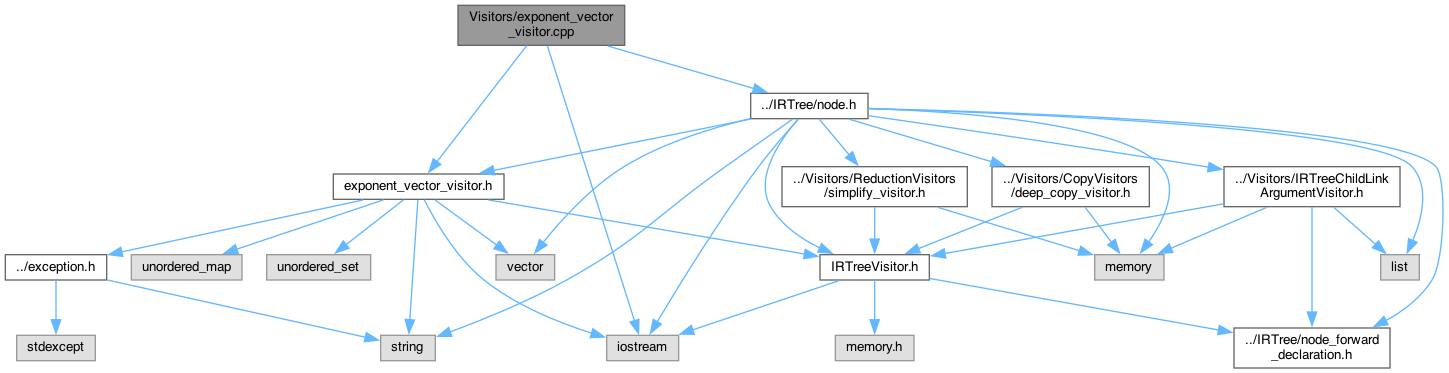 Visitors/exponent_vector
_visitor.cpp
../IRTree/node.h
exponent_vector_visitor.h
../Visitors/ReductionVisitors
/simplify_visitor.h
../Visitors/CopyVisitors
/deep_copy_visitor.h
../Visitors/IRTreeChildLink
ArgumentVisitor.h
../exception.h
unordered_map
unordered_set
vector
IRTreeVisitor.h
memory
list
stdexcept
string
iostream
memory.h
../IRTree/node_forward
_declaration.h